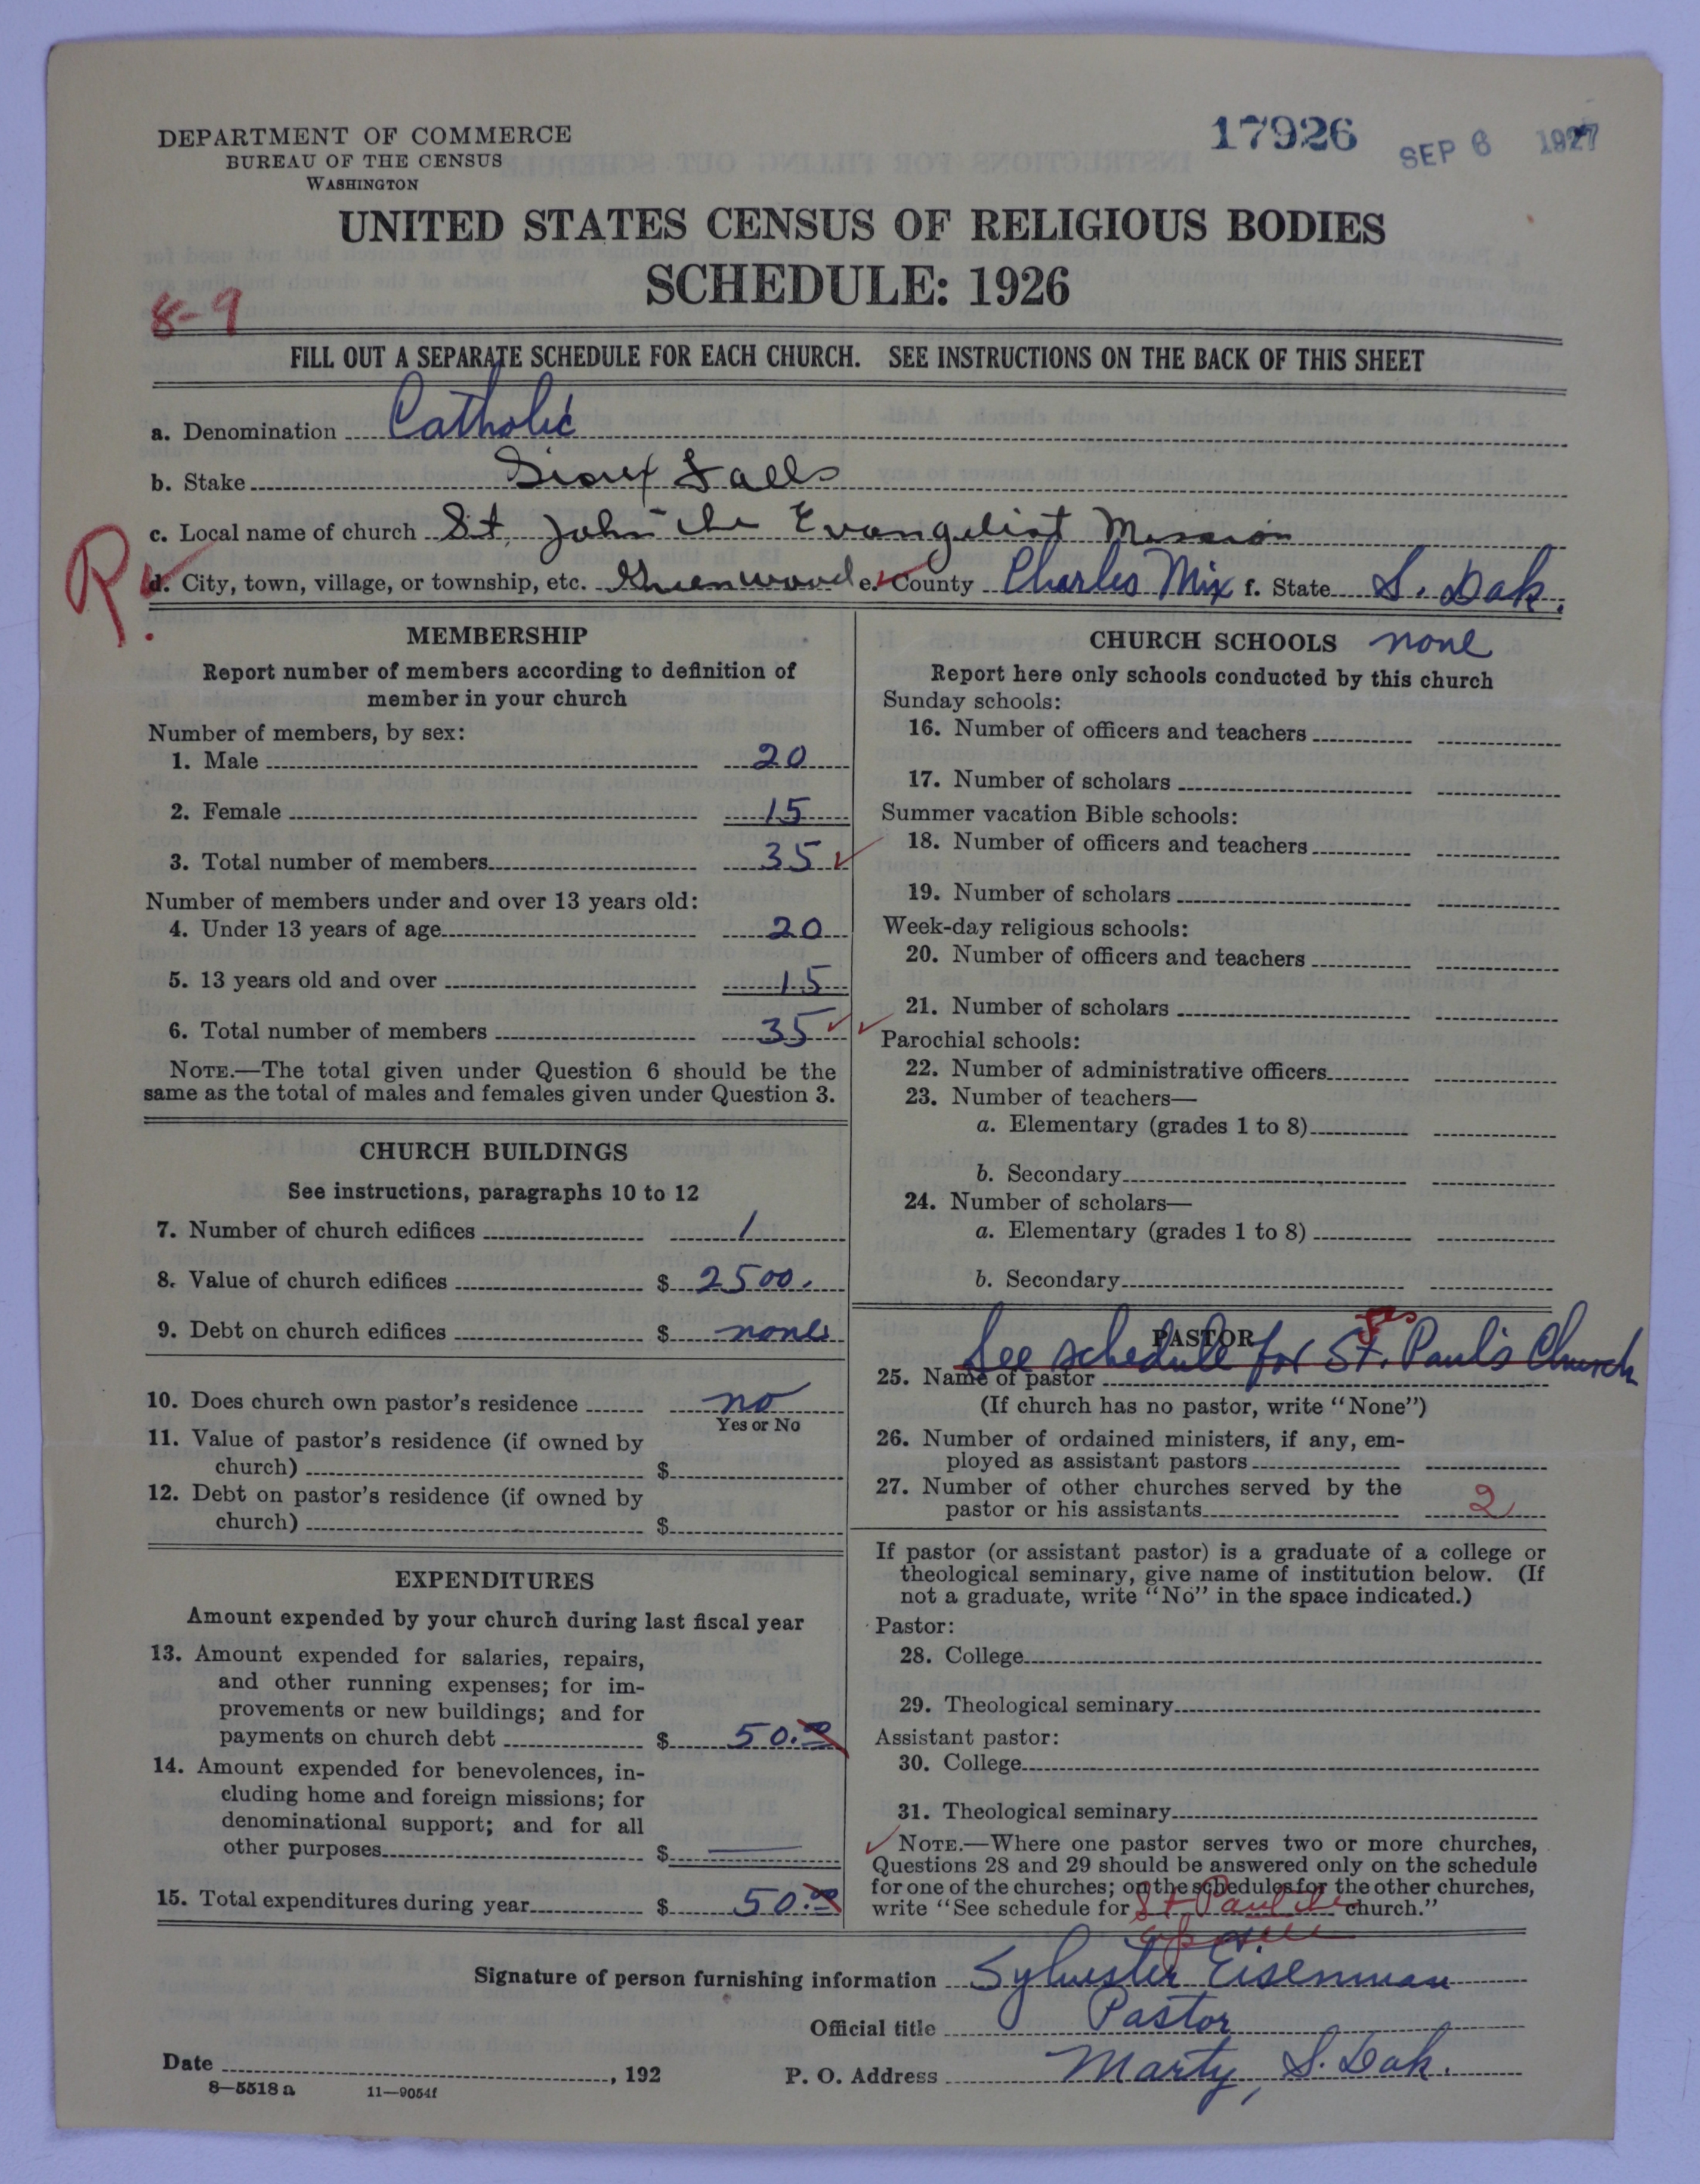 DEPARTMENT OF COMMERCE
BUREAU OF THE CENSUS
WASHINGTON
17926
SEP 6 1927
UNITED STATES CENSUS OF RELIGIOUS BODIES
SCHEDULE: 1926
8-9
FILL OUT A SEPARATE SCHEDULE FOR EACH CHURCH. SEE INSTRUCTIONS ON THE BACK OF THIS SHEET
a. Denomination Catholic
b. Stake Sioux Falls
c. Local name of church St. John the Evangelist Mission
R.
d. City, town, village, or township, etc. Greenwood e. County Charles Mix f. State S. Dak.
MEMBERSHIP
Report number of members according to definition of
member in your church
Number of members, by sex:
1. Male 20
2. Female 15
3. Total number of members 35
Number of members under and over 13 years old:
4. Under 13 years of age 20
5. 13 years old and over 15
6. Total number of members 35
NOTE.—The total given under Question 6 should be the
same as the total of males and females given under Question 3.
CHURCH BUILDINGS
See instructions, paragraphs 10 to 12
7. Number of church edifices 1
8. Value of church edifices $ 2500.
9. Debt on church edifices $ none
10. Does church own pastor's residence no
Yes or No
11. Value of pastor's residence (if owned by
church) $
12. Debt on pastor's residence (if owned by
church) $
EXPENDITURES
Amount expended by your church during last fiscal year
13. Amount expended for salaries, repairs,
and other running expenses; for im-
provements or new buildings; and for
payments on church debt $ 50.00
14. Amount expended for benevolences, in-
cluding home and foreign missions; for
denominational support; and for all
other purposes $ —
15. Total expenditures during year $ 50.00
CHURCH SCHOOLS none
Report here only schools conducted by this church
Sunday schools:
16. Number of officers and teachers
17. Number of scholars
Summer vacation Bible schools:
18. Number of officers and teachers
19. Number of scholars
Week-day religious schools:
20. Number of officers and teachers
21. Number of scholars
Parochial schools:
22. Number of administrative officers
23. Number of teachers—
a. Elementary (grades 1 to 8)
b. Secondary
24. Number of scholars—
a. Elementary (grades 1 to 8)
b. Secondary
PASTOR
See schedule for St. Paul's Church
25. Name of pastor
(If church has no pastor, write "None")
26. Number of ordained ministers, if any, em-
ployed as assistant pastors
27. Number of other churches served by the
pastor or his assistants 2
If pastor (or assistant pastor) is a graduate of a college or
theological seminary, give name of institution below. (If
not a graduate, write "No" in the space indicated.)
Pastor:
28. College
29. Theological seminary
Assistant pastor:
30. College
31. Theological seminary
NOTE.—Where one pastor serves two or more churches,
Questions 28 and 29 should be answered only on the schedule
for one of the churches; on the schedules for the other churches,
write "See schedule for St. Paul the church."
Signature of person furnishing information Sylvester Eisenman
Official title Pastor
Date , 192
P. O. Address Marty, S. Dak.
8—5518 a 11—9054f